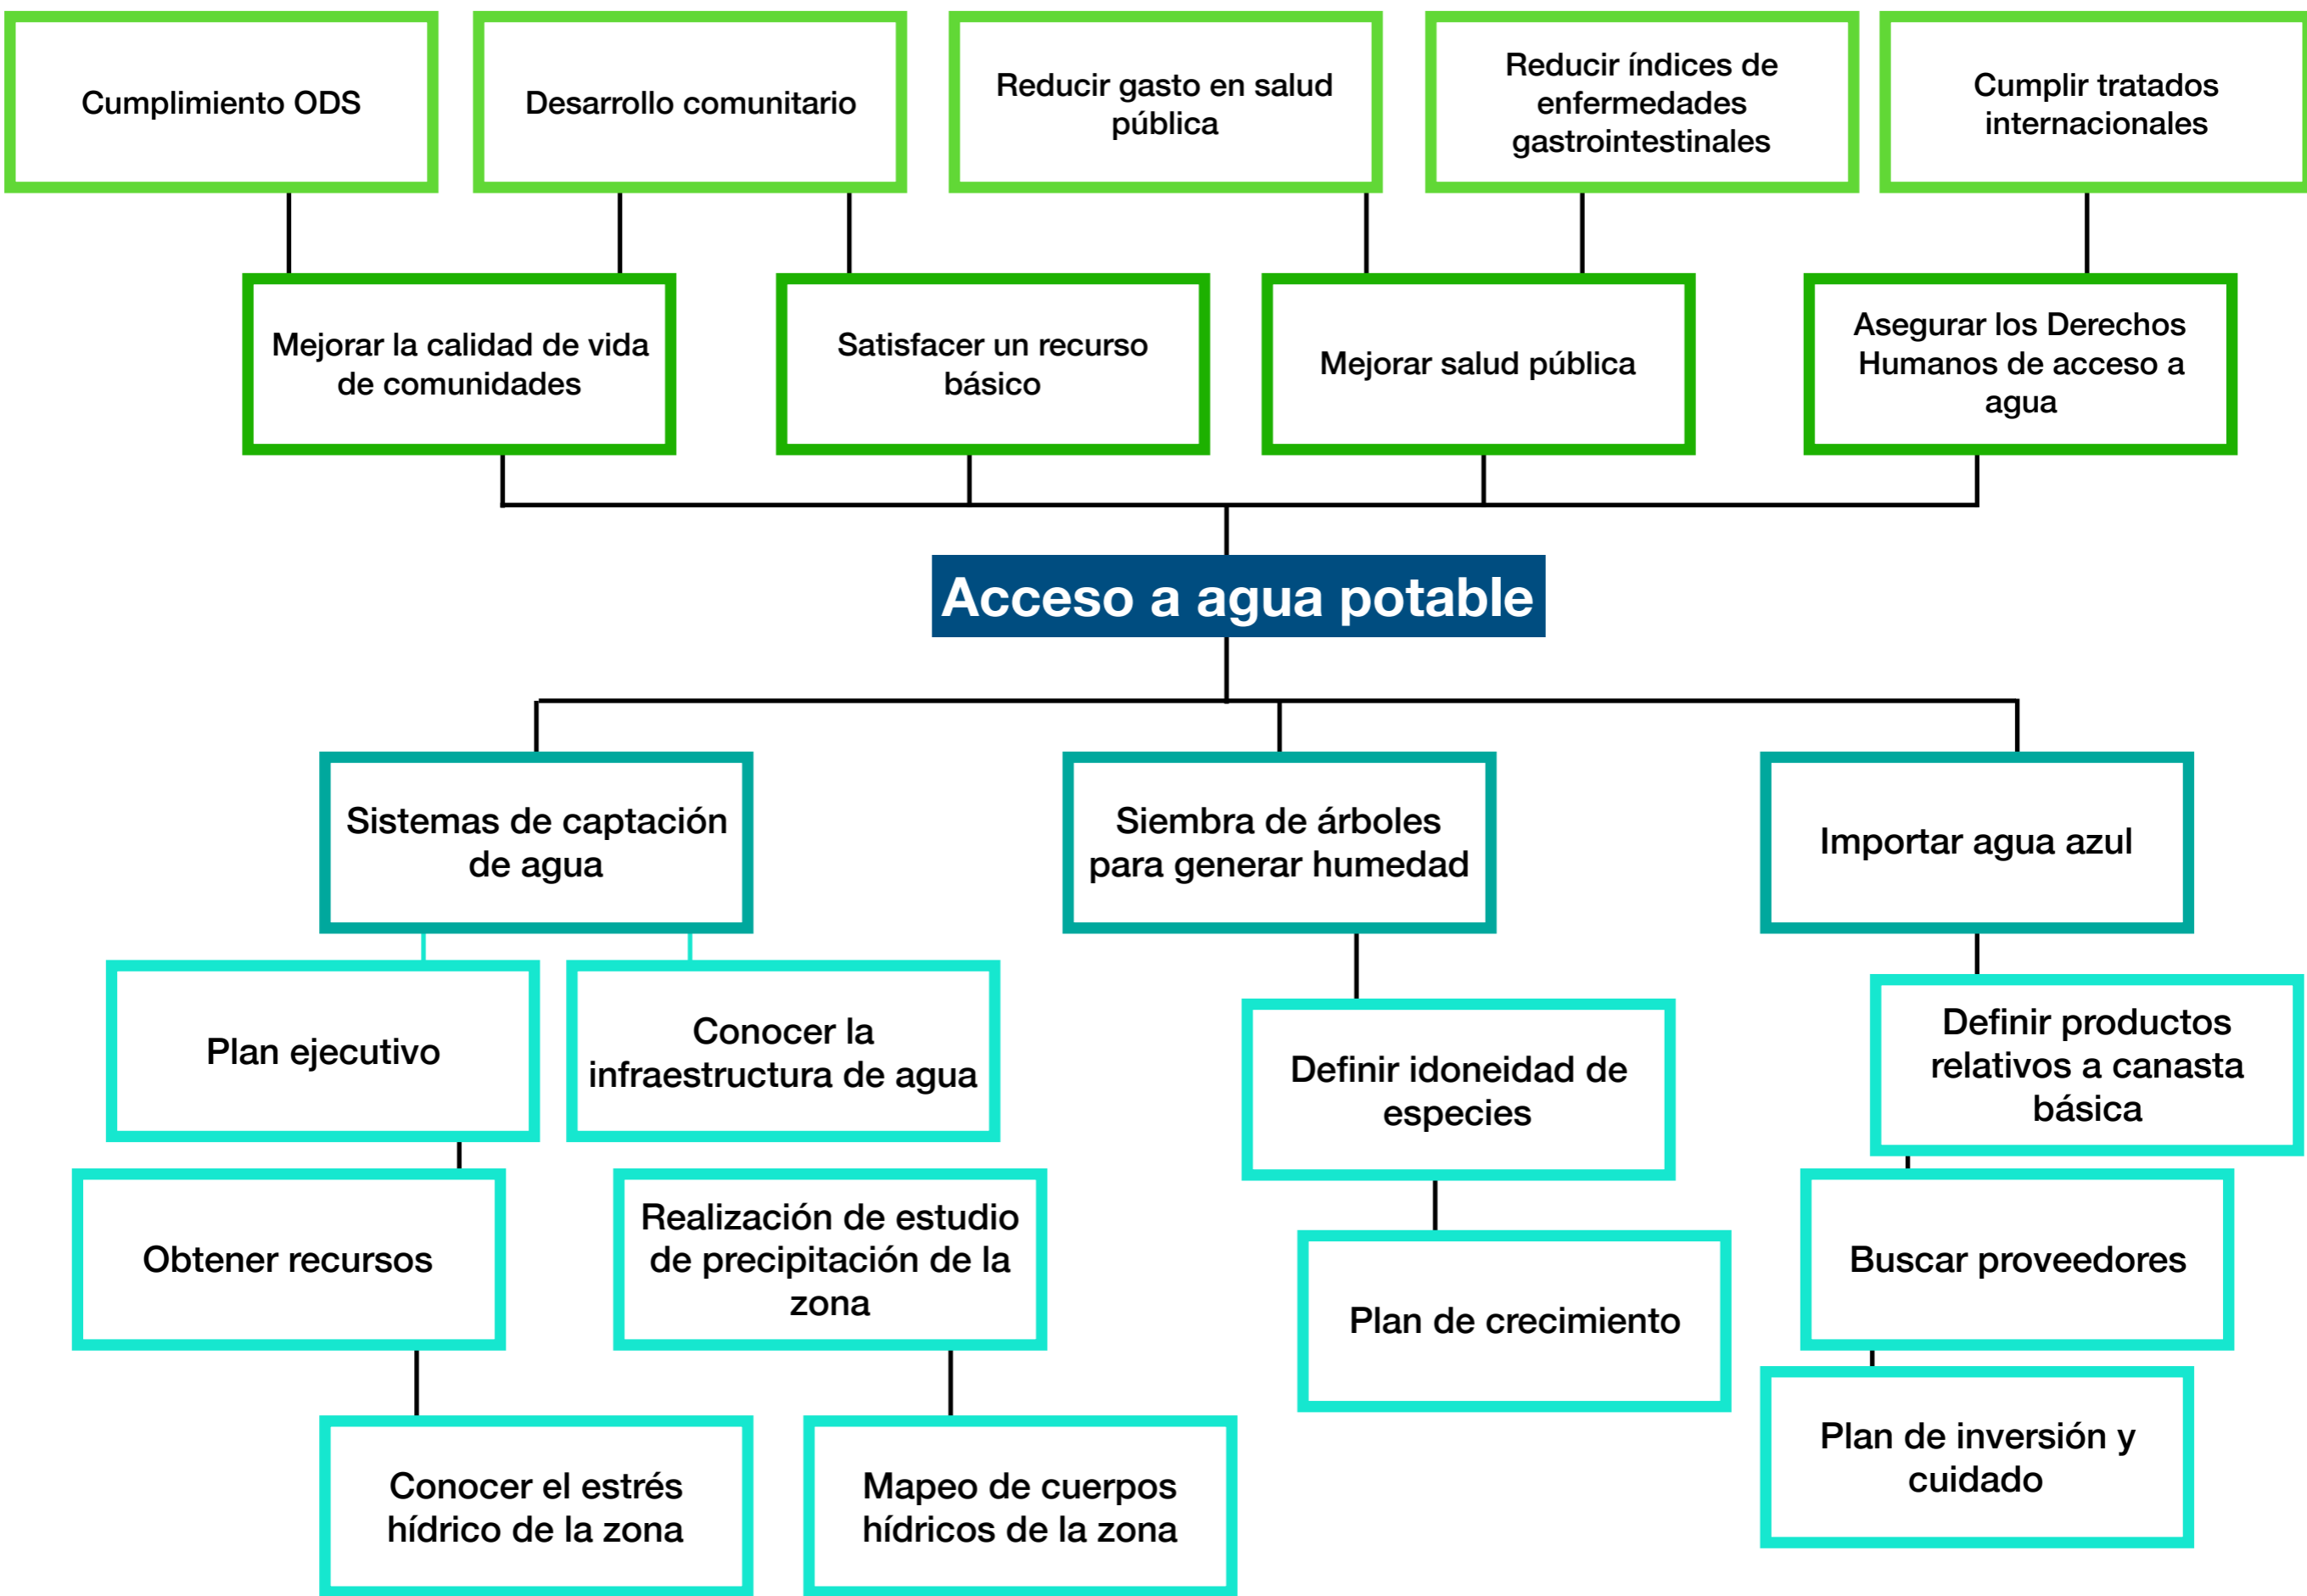 Cumplimiento ODS
Desarrollo comunitario
Reducir gasto en salud
pública
Reducir índices de
enfermedades
gastrointestinales
Cumplir tratados
internacionales
Mejorar la calidad de vida
de comunidades
Satisfacer un recurso
básico
Mejorar salud pública
Asegurar los Derechos
Humanos de acceso a
agua
Acceso a agua potable
Sistemas de captación
de agua
Siembra de árboles
para generar humedad
Importar agua azul
Plan ejecutivo
Conocer la
infraestructura de agua
Definir idoneidad de
especies
Definir productos
relativos a canasta
básica
Obtener recursos
Realización de estudio
de precipitación de la
zona
Plan de crecimiento
Buscar proveedores
Conocer el estrés
hídrico de la zona
Mapeo de cuerpos
hídricos de la zona
Plan de inversión y
cuidado